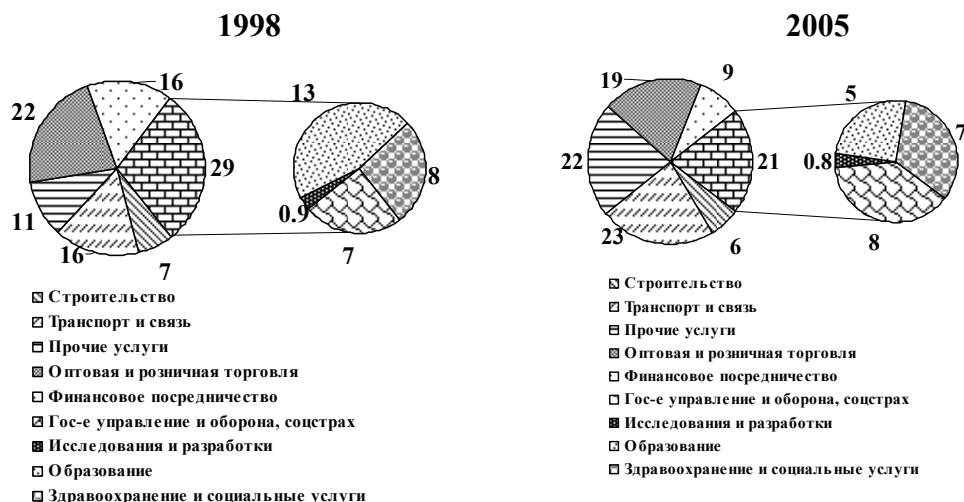 1998
16
22
29
11
16
7
13
8
0.9
7
Строительство
Транспорт и связь
Прочие услуги
Оптовая и розничная торговля
Финансовое посредничество
Гос-е управление и оборона, соцстрах
Исследования и разработки
Образование
Здравоохранение и социальные услуги
2005
19
9
22
21
23
6
5
7
0.8
8
Строительство
Транспорт и связь
Прочие услуги
Оптовая и розничная торговля
Финансовое посредничество
Гос-е управление и оборона, соцстрах
Исследования и разработки
Образование
Здравоохранение и социальные услуги